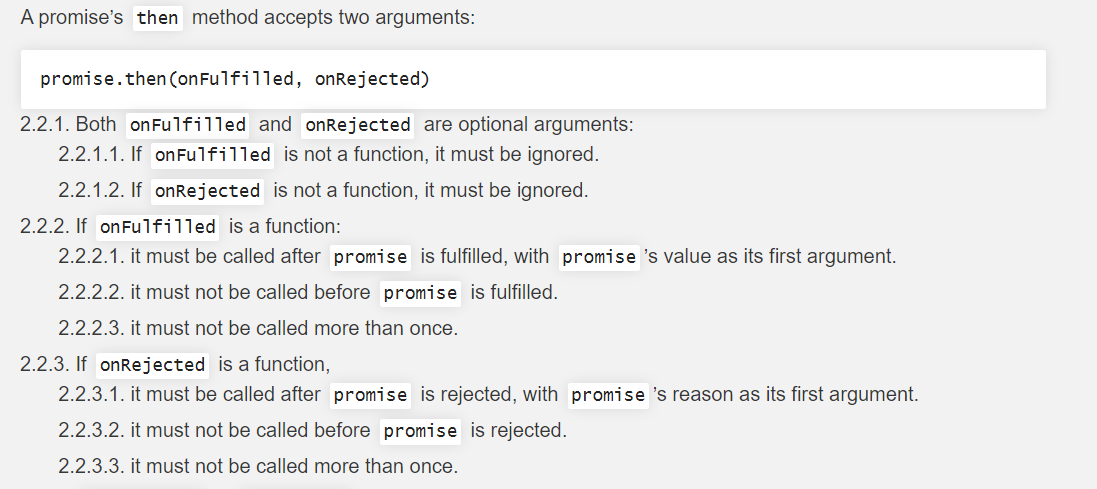 A promise’s then method accepts two arguments:
promise.then(onFulfilled, onRejected)
2.2.1. Both onFulfilled and onRejected are optional arguments:
2.2.1.1. If onFulfilled is not a function, it must be ignored.
2.2.1.2. If onRejected is not a function, it must be ignored.
2.2.2. If onFulfilled is a function:
2.2.2.1. it must be called after promise is fulfilled, with promise’s value as its first argument.
2.2.2.2. it must not be called before promise is fulfilled.
2.2.2.3. it must not be called more than once.
2.2.3. If onRejected is a function,
2.2.3.1. it must be called after promise is rejected, with promise’s reason as its first argument.
2.2.3.2. it must not be called before promise is rejected.
2.2.3.3. it must not be called more than once.